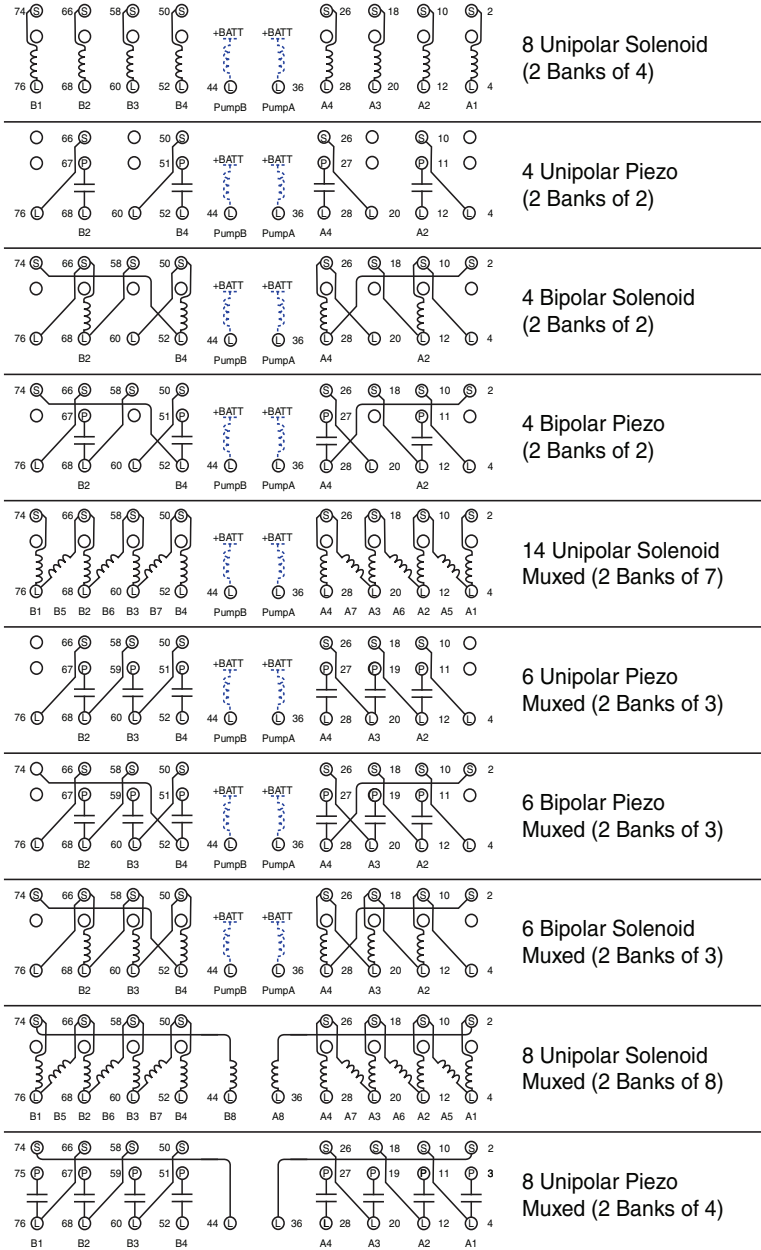 74 S 66 S 58 S 50 S S 26 S 18 S 10 S 2
+BATT +BATT
8 Unipolar Solenoid
(2 Banks of 4)
76 L 68 L 60 L 52 L 44 L L 36 L 28 L 20 L 12 L 4
B1 B2 B3 B4 PumpB PumpA A4 A3 A2 A1
66 S 50 S S 26 S 10
67 P 51 P +BATT +BATT P 27 P 11
4 Unipolar Piezo
(2 Banks of 2)
76 L 68 L 60 L 52 L 44 L L 36 L 28 L 20 L 12 L 4
B2 B4 PumpB PumpA A4 A2
74 S 66 S 58 S 50 S S 26 S 18 S 10 S 2
+BATT +BATT
4 Bipolar Solenoid
(2 Banks of 2)
76 L 68 L 60 L 52 L 44 L L 36 L 28 L 20 L 12 L 4
B2 B4 PumpB PumpA A4 A2
74 S 66 S 58 S 50 S S 26 S 18 S 10 S 2
67 P 51 P +BATT +BATT P 27 P 11
4 Bipolar Piezo
(2 Banks of 2)
76 L 68 L 60 L 52 L 44 L L 36 L 28 L 20 L 12 L 4
B2 B4 PumpB PumpA A4 A2
74 S 66 S 58 S 50 S S 26 S 18 S 10 S 2
+BATT +BATT
14 Unipolar Solenoid
Muxed (2 Banks of 7)
76 L 68 L 60 L 52 L 44 L L 36 L 28 L 20 L 12 L 4
B1 B5 B2 B6 B3 B7 B4 PumpB PumpA A4 A7 A3 A6 A2 A5 A1
66 S 58 S 50 S S 26 S 18 S 10
67 P 59 P 51 P +BATT +BATT P 27 P 19 P 11
6 Unipolar Piezo
Muxed (2 Banks of 3)
76 L 68 L 60 L 52 L 44 L L 36 L 28 L 20 L 12 L 4
B2 B3 B4 PumpB PumpA A4 A3 A2
74 66 S 58 S 50 S S 26 S 18 S 10 S 2
67 P 59 P 51 P +BATT +BATT P 27 P 19 P 11
6 Bipolar Piezo
Muxed (2 Banks of 3)
76 L 68 L 60 L 52 L 44 L L 36 L 28 L 20 L 12 L 4
B2 B3 B4 PumpB PumpA A4 A3 A2
74 S 66 S 58 S 50 S S 26 S 18 S 10 S 2
+BATT +BATT
6 Bipolar Solenoid
Muxed (2 Banks of 3)
76 L 68 L 60 L 52 L 44 L L 36 L 28 L 20 L 12 L 4
B2 B3 B4 PumpB PumpA A4 A3 A2
74 S 66 S 58 S 50 S S 26 S 18 S 10 S 2
8 Unipolar Solenoid
Muxed (2 Banks of 8)
76 L 68 L 60 L 52 L 44 L L 36 L 28 L 20 L 12 L 4
B1 B5 B2 B6 B3 B7 B4 B8 A8 A4 A7 A3 A6 A2 A5 A1
74 S 66 S 58 S 50 S S 26 S 18 S 10 S 2
75 P 67 P 59 P 51 P P 27 P 19 P 11 P 3
8 Unipolar Piezo
Muxed (2 Banks of 4)
76 L 68 L 60 L 52 L 44 L L 36 L 28 L 20 L 12 L 4
B1 B2 B3 B4 A4 A3 A2 A1